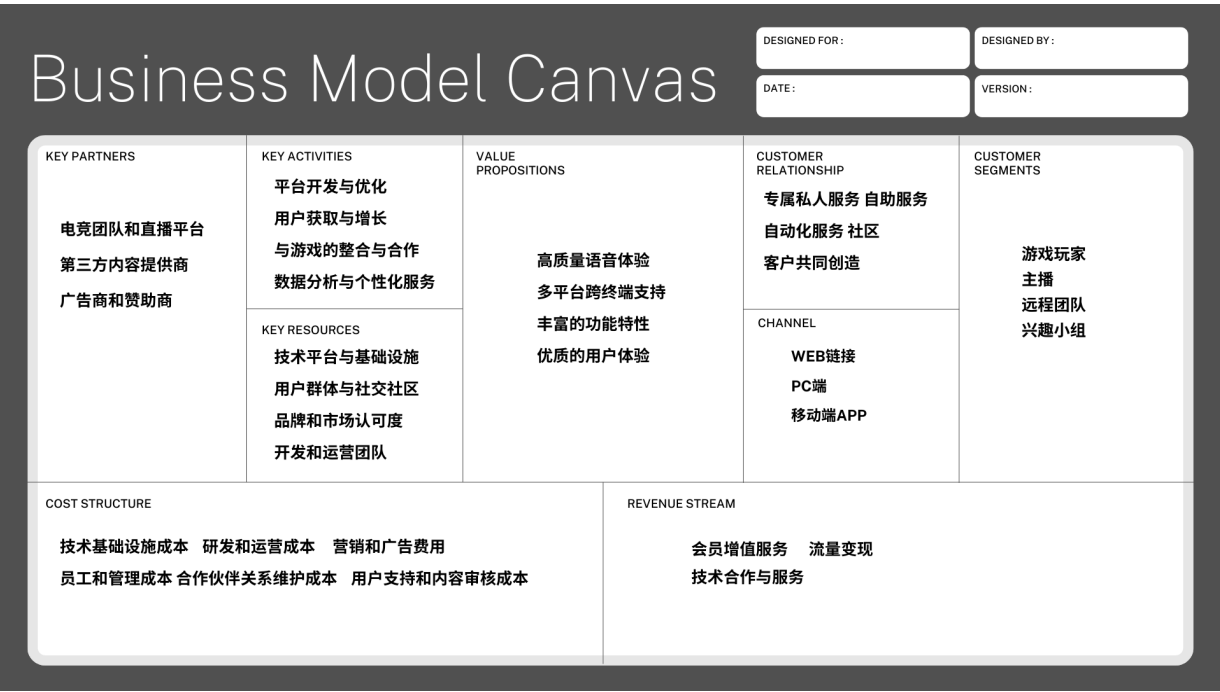 Business Model Canvas
DESIGNED FOR :
DESIGNED BY :
DATE :
VERSION :
KEY PARTNERS
电竞团队和直播平台
第三方内容提供商
广告商和赞助商
KEY ACTIVITIES
平台开发与优化
用户获取与增长
与游戏的整合与合作
数据分析与个性化服务
KEY RESOURCES
技术平台与基础设施
用户群体与社交社区
品牌和市场认可度
开发和运营团队
VALUE
PROPOSITIONS
高质量语音体验
多平台跨终端支持
丰富的功能特性
优质的用户体验
CUSTOMER
RELATIONSHIP
专属私人服务 自助服务
自动化服务 社区
客户共同创造
CHANNEL
WEB链接
PC端
移动端APP
CUSTOMER
SEGMENTS
游戏玩家
主播
远程团队
兴趣小组
COST STRUCTURE
技术基础设施成本 研发和运营成本 营销和广告费用
员工和管理成本 合作伙伴关系维护成本 用户支持和内容审核成本
REVENUE STREAM
会员增值服务 流量变现
技术合作与服务